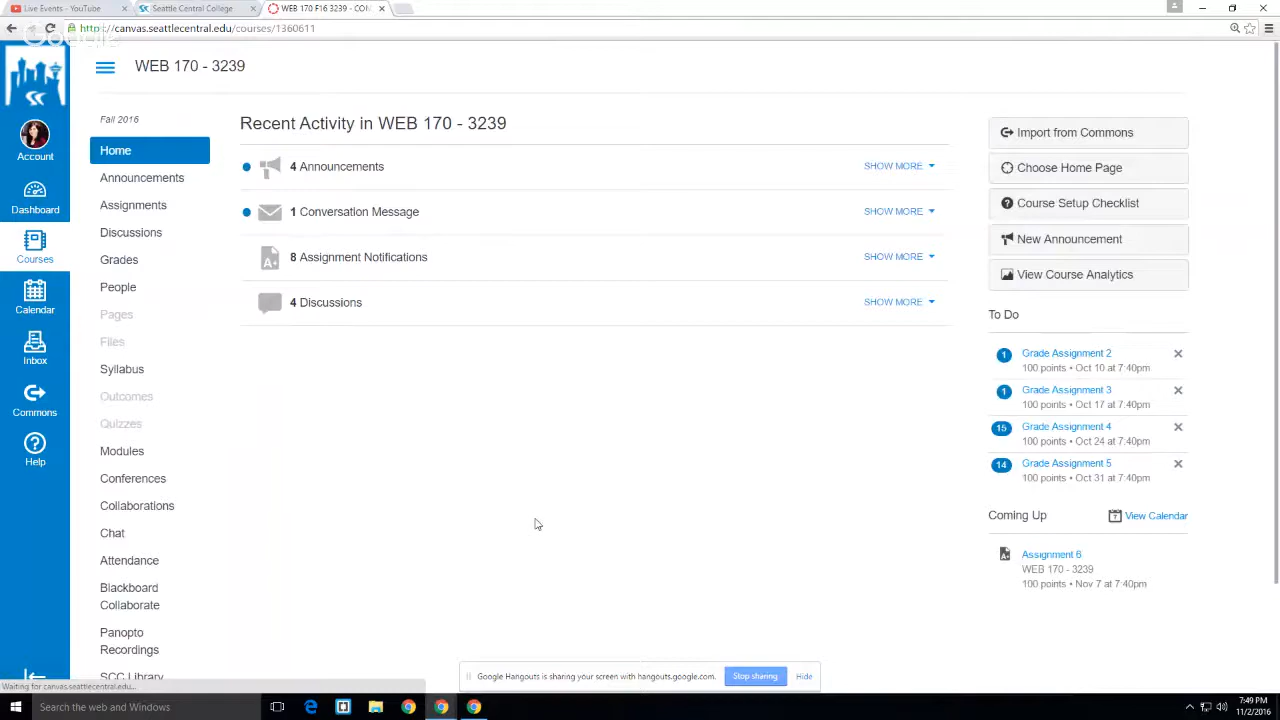 Live Events - YouTube
Seattle Central College
WEB 170 F16 3239 - CON
https://canvas.seattlecentral.edu/courses/1360611
Google
WEB 170 - 3239
Account
Dashboard
Courses
Calendar
Inbox
Commons
Help
Fall 2016
Home
Announcements
Assignments
Discussions
Grades
People
Pages
Files
Syllabus
Outcomes
Quizzes
Modules
Conferences
Collaborations
Chat
Attendance
Blackboard
Collaborate
Panopto
Recordings
SCC Library
Recent Activity in WEB 170 - 3239
4 Announcements SHOW MORE
1 Conversation Message SHOW MORE
8 Assignment Notifications SHOW MORE
4 Discussions SHOW MORE
Import from Commons
Choose Home Page
Course Setup Checklist
New Announcement
View Course Analytics
To Do
1 Grade Assignment 2
100 points • Oct 10 at 7:40pm
1 Grade Assignment 3
100 points • Oct 17 at 7:40pm
15 Grade Assignment 4
100 points • Oct 24 at 7:40pm
14 Grade Assignment 5
100 points • Oct 31 at 7:40pm
Coming Up View Calendar
Assignment 6
WEB 170 - 3239
100 points • Nov 7 at 7:40pm
Google Hangouts is sharing your screen with hangouts.google.com. Stop sharing Hide
Waiting for canvas.seattlecentral.edu...
Search the web and Windows
7:49 PM
11/2/2016